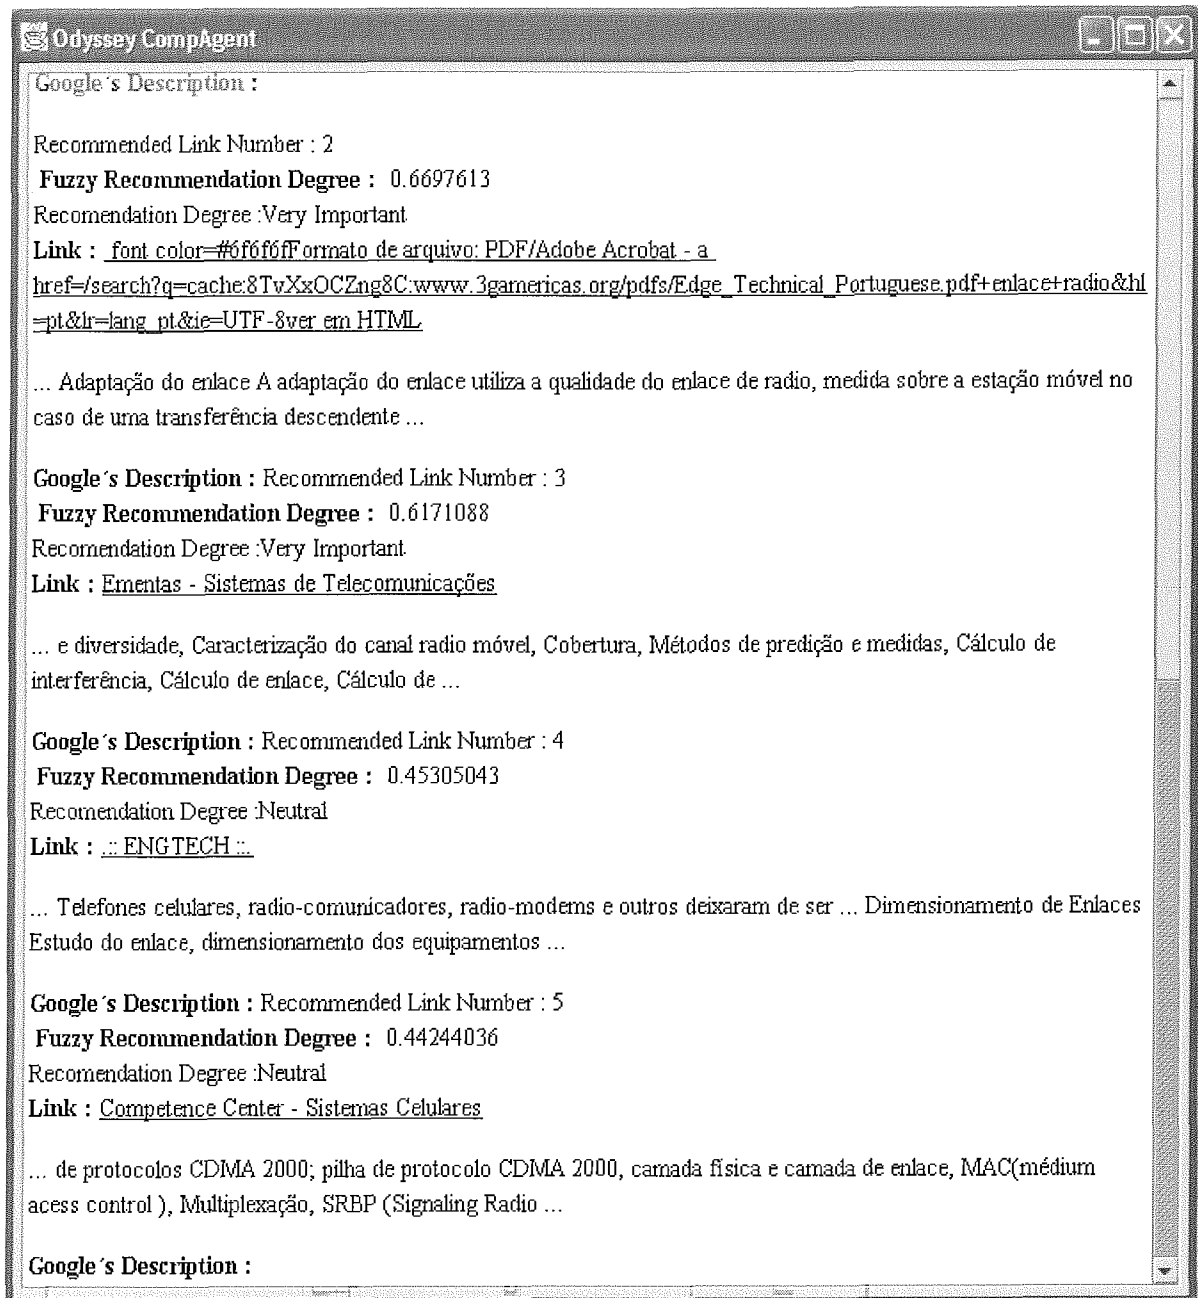 Odyssey CompAgent
Google´s Description :
Recommended Link Number : 2
Fuzzy Recommendation Degree : 0.6697613
Recomendation Degree :Very Important
Link : font color=#6f6f6fFormato de arquivo: PDF/Adobe Acrobat - a
href=/search?q=cache:8TvXxOCZng8C:www.3gamericas.org/pdfs/Edge_Technical_Portuguese.pdf+enlace+radio&hl
=pt&lr=lang_pt&ie=UTF-8ver em HTML
... Adaptação do enlace A adaptação do enlace utiliza a qualidade do enlace de radio, medida sobre a estação móvel no
caso de uma transferência descendente ...
Google´s Description : Recommended Link Number : 3
Fuzzy Recommendation Degree : 0.6171088
Recomendation Degree :Very Important
Link : Ementas - Sistemas de Telecomunicações
... e diversidade, Caracterização do canal radio móvel, Cobertura, Métodos de predição e medidas, Cálculo de
interferência, Cálculo de enlace, Cálculo de ...
Google´s Description : Recommended Link Number : 4
Fuzzy Recommendation Degree : 0.45305043
Recomendation Degree :Neutral
Link : .:: ENGTECH ::.
... Telefones celulares, radio-comunicadores, radio-modems e outros deixaram de ser ... Dimensionamento de Enlaces
Estudo do enlace, dimensionamento dos equipamentos ...
Google´s Description : Recommended Link Number : 5
Fuzzy Recommendation Degree : 0.44244036
Recomendation Degree :Neutral
Link : Competence Center - Sistemas Celulares
... de protocolos CDMA 2000; pilha de protocolo CDMA 2000, camada física e camada de enlace, MAC(médium
acess control ), Multiplexação, SRBP (Signaling Radio ...
Google´s Description :